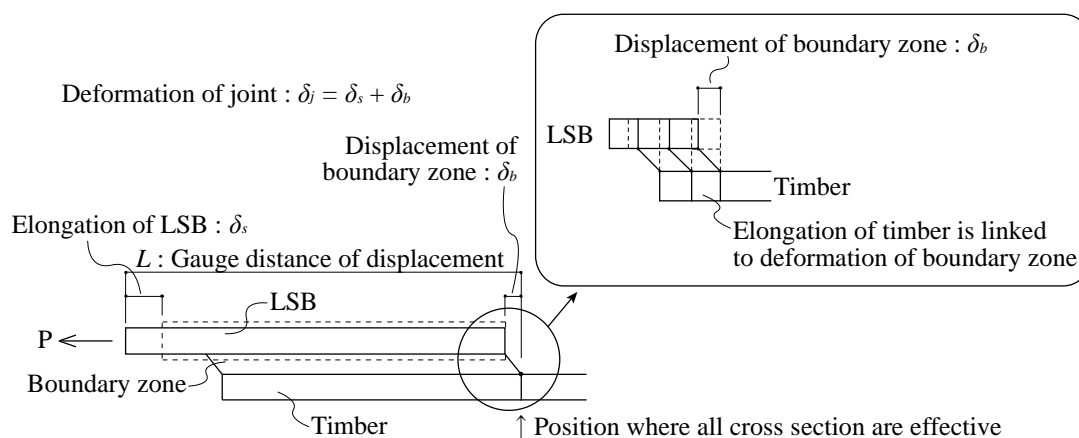 Displacement of boundary zone : δb
Deformation of joint : δj = δs + δb
LSB
Timber
Elongation of timber is linked
to deformation of boundary zone
Displacement of
boundary zone : δb
Elongation of LSB : δs
L : Gauge distance of displacement
LSB
P
Boundary zone
Timber
↑ Position where all cross section are effective